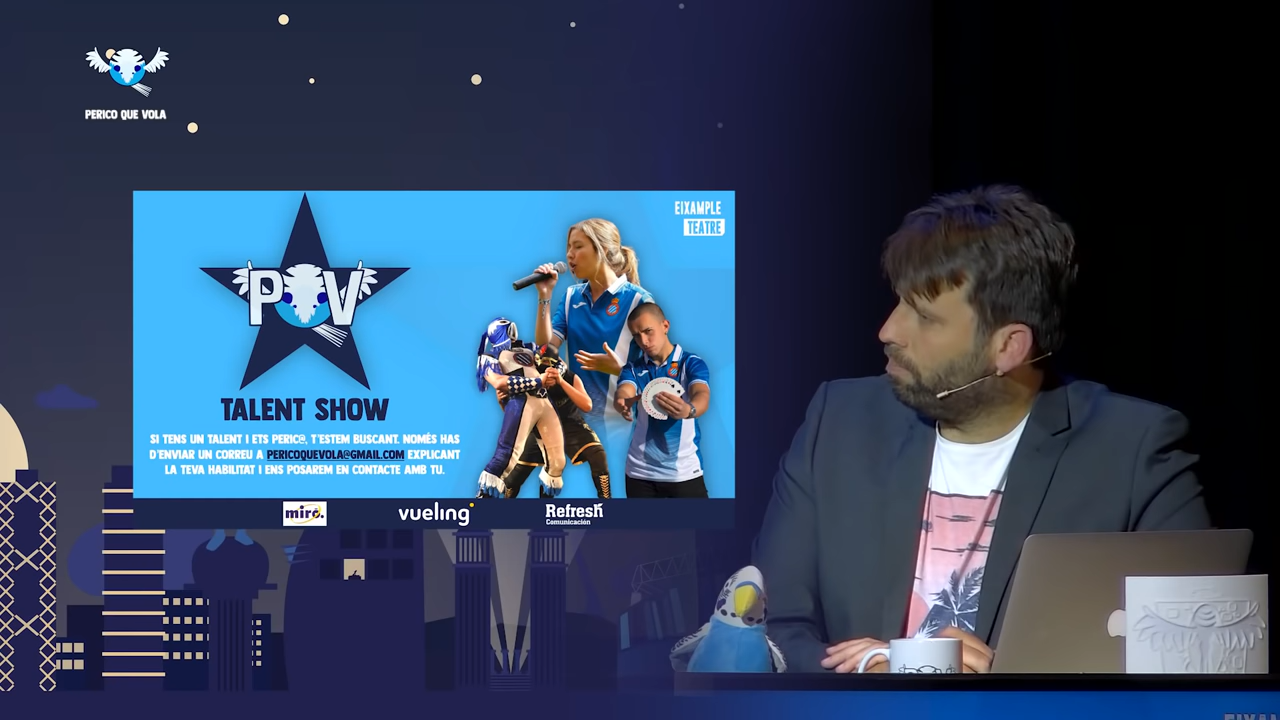 PERICO QUE VOLA
EIXAMPLE
TEATRE
POV
TALENT SHOW
SI TENS UN TALENT I ETS PERIC@, T'ESTEM BUSCANT. NOMÉS HAS
D'ENVIAR UN CORREU A PERICOQUEVOLA@GMAIL.COM EXPLICANT
LA TEVA HABILITAT I ENS POSAREM EN CONTACTE AMB TU.
miró.
vueling
Refresh
Comunicación